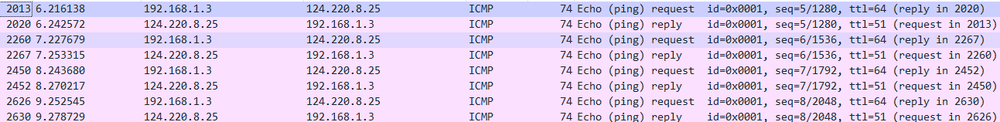 2013 6.216138 192.168.1.3 124.220.8.25 ICMP 74 Echo (ping) request id=0x0001, seq=5/1280, ttl=64 (reply in 2020)
2020 6.242572 124.220.8.25 192.168.1.3 ICMP 74 Echo (ping) reply id=0x0001, seq=5/1280, ttl=51 (request in 2013)
2260 7.227679 192.168.1.3 124.220.8.25 ICMP 74 Echo (ping) request id=0x0001, seq=6/1536, ttl=64 (reply in 2267)
2267 7.253315 124.220.8.25 192.168.1.3 ICMP 74 Echo (ping) reply id=0x0001, seq=6/1536, ttl=51 (request in 2260)
2450 8.243680 192.168.1.3 124.220.8.25 ICMP 74 Echo (ping) request id=0x0001, seq=7/1792, ttl=64 (reply in 2452)
2452 8.270217 124.220.8.25 192.168.1.3 ICMP 74 Echo (ping) reply id=0x0001, seq=7/1792, ttl=51 (request in 2450)
2626 9.252545 192.168.1.3 124.220.8.25 ICMP 74 Echo (ping) request id=0x0001, seq=8/2048, ttl=64 (reply in 2630)
2630 9.278729 124.220.8.25 192.168.1.3 ICMP 74 Echo (ping) reply id=0x0001, seq=8/2048, ttl=51 (request in 2626)